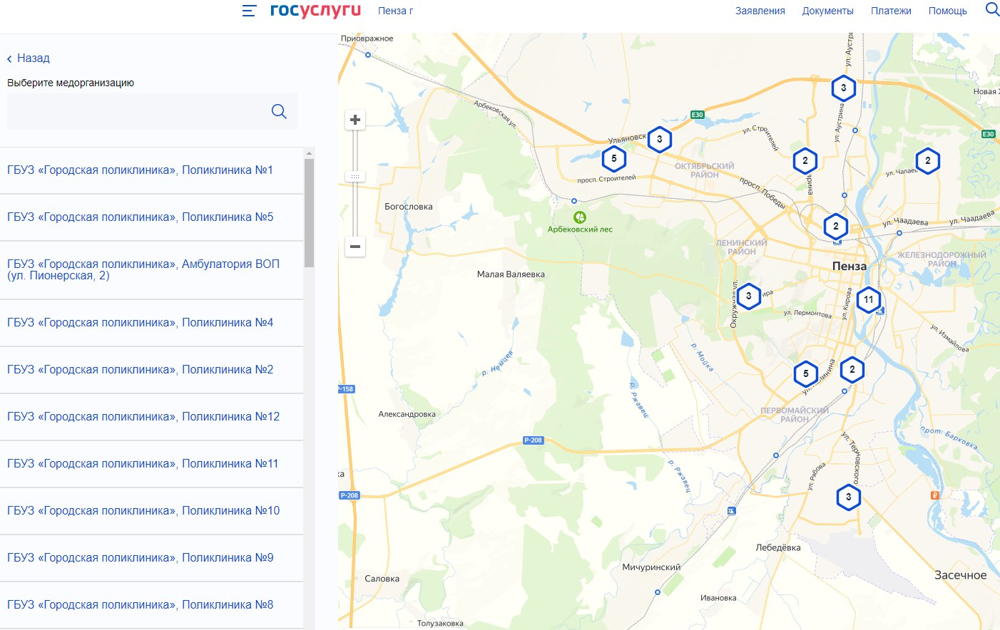 госуслуги
Пенза г
Заявления
Документы
Платежи
Помощь
Назад
Выберите медорганизацию
ГБУЗ «Городская поликлиника», Поликлиника №1
ГБУЗ «Городская поликлиника», Поликлиника №5
ГБУЗ «Городская поликлиника», Амбулатория ВОП
(ул. Пионерская, 2)
ГБУЗ «Городская поликлиника», Поликлиника №4
ГБУЗ «Городская поликлиника», Поликлиника №2
ГБУЗ «Городская поликлиника», Поликлиника №12
ГБУЗ «Городская поликлиника», Поликлиника №11
ГБУЗ «Городская поликлиника», Поликлиника №10
ГБУЗ «Городская поликлиника», Поликлиника №9
ГБУЗ «Городская поликлиника», Поликлиника №8
Приовражное
ул. Аустр
3
Новая
Арбековская ул.
E30
ул. Аустрина
ул. Строителей
E30
Ульяновск
3
5
2
2
ОКТЯБРЬСКИЙ
РАЙОН
ул. Чапаев
просп. Строителей
арина
просп. Победы
Богословка
Арбековский лес
2
ул. Чаадаева
ул. Чаадаева
ЛЕНИНСКИЙ
РАЙОН
ЖЕЛЕЗНОДОРОЖНЫЙ
РАЙОН
Пенза
Малая Валяевка
Окружная ул.
3
ира
ул. Кирова
11
ул. Лермонтова
ул. Измайлова
р. Мойка
р. Немцев
5
2
ул. Калинина
Р-158
р. Ржавец
Александровка
ПЕРВОМАЙСКИЙ
РАЙОН
прот. Барковка
Р-208
ул. Терновского
р. Ржавец
ул. Рябова
ка
Р-208
3
₽
Лебедёвка
Мичуринский
Засечное
Саловка
Ивановка
Толузаковка